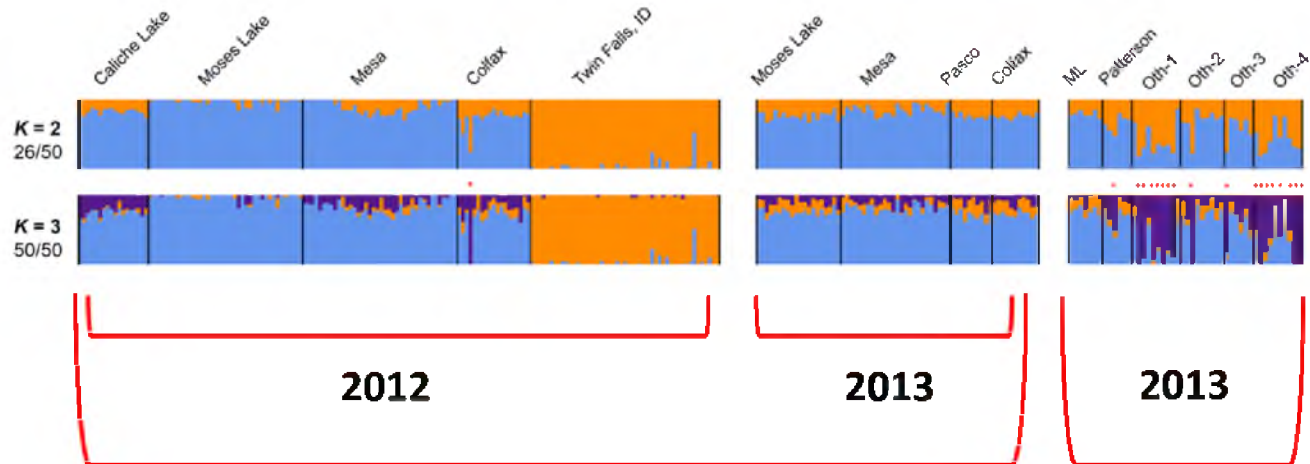 Caliche Lake
Moses Lake
Mesa
Colfax
Twin Falls, ID
Moses Lake
Mesa
Pasco
Colfax
ML
Patterson
Oth-1
Oth-2
Oth-3
Oth-4
K = 2
26/50
K = 3
50/50
2012
2013
2013